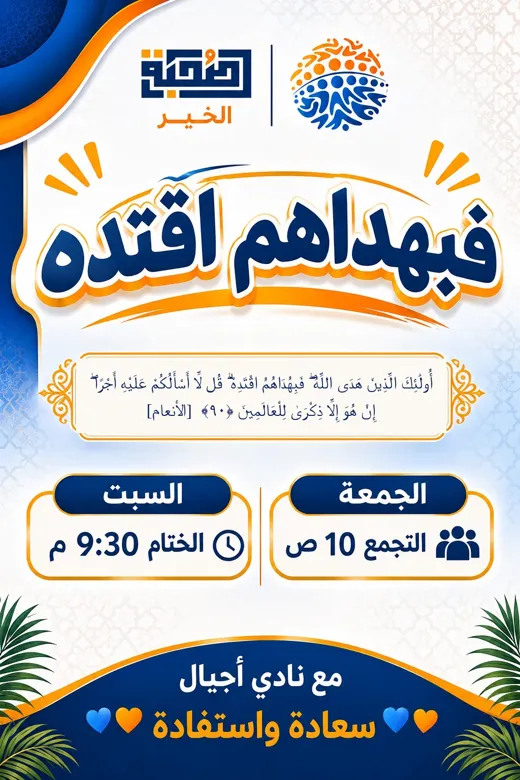 صُحبة
الخير
فبهداهم اقتده
أُولَٰئِكَ الَّذِينَ هَدَى اللَّهُ ۖ فَبِهُدَاهُمُ اقْتَدِهْ ۗ قُل لَّا أَسْأَلُكُمْ عَلَيْهِ أَجْرًا ۖ
إِنْ هُوَ إِلَّا ذِكْرَىٰ لِلْعَالَمِينَ ﴿٩٠﴾ [الأنعام]
الجمعة
التجمع 10 ص
السبت
الختام 9:30 م
مع نادي أجيال
سعادة واستفادة